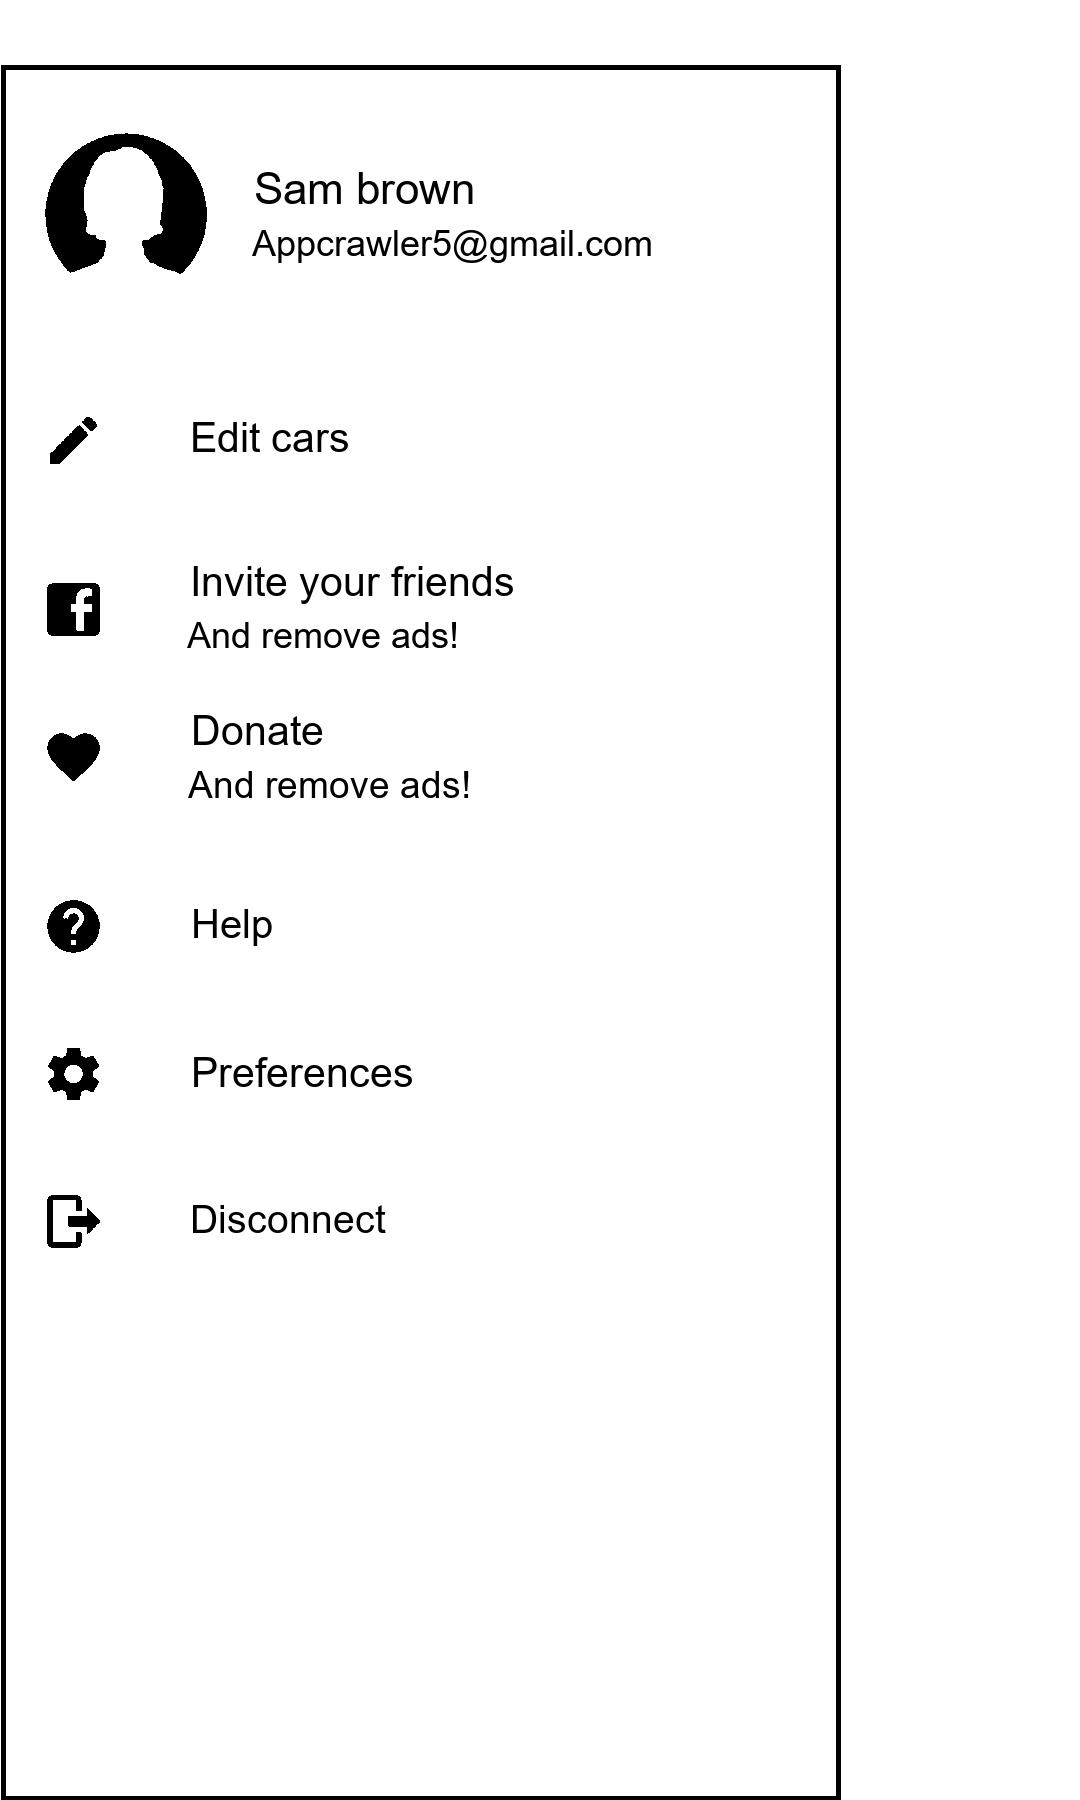 Sam brown
Appcrawler5@gmail.com
Edit cars
Invite your friends
And remove ads!
Donate
And remove ads!
Help
Preferences
Disconnect